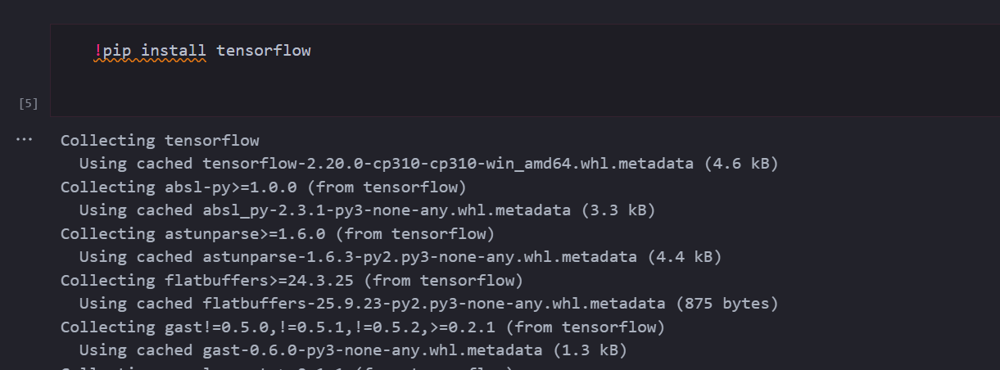 !pip install tensorflow
[5]
...
Collecting tensorflow
Using cached tensorflow-2.20.0-cp310-cp310-win_amd64.whl.metadata (4.6 kB)
Collecting absl-py>=1.0.0 (from tensorflow)
Using cached absl_py-2.3.1-py3-none-any.whl.metadata (3.3 kB)
Collecting astunparse>=1.6.0 (from tensorflow)
Using cached astunparse-1.6.3-py2.py3-none-any.whl.metadata (4.4 kB)
Collecting flatbuffers>=24.3.25 (from tensorflow)
Using cached flatbuffers-25.9.23-py2.py3-none-any.whl.metadata (875 bytes)
Collecting gast!=0.5.0,!=0.5.1,!=0.5.2,>=0.2.1 (from tensorflow)
Using cached gast-0.6.0-py3-none-any.whl.metadata (1.3 kB)